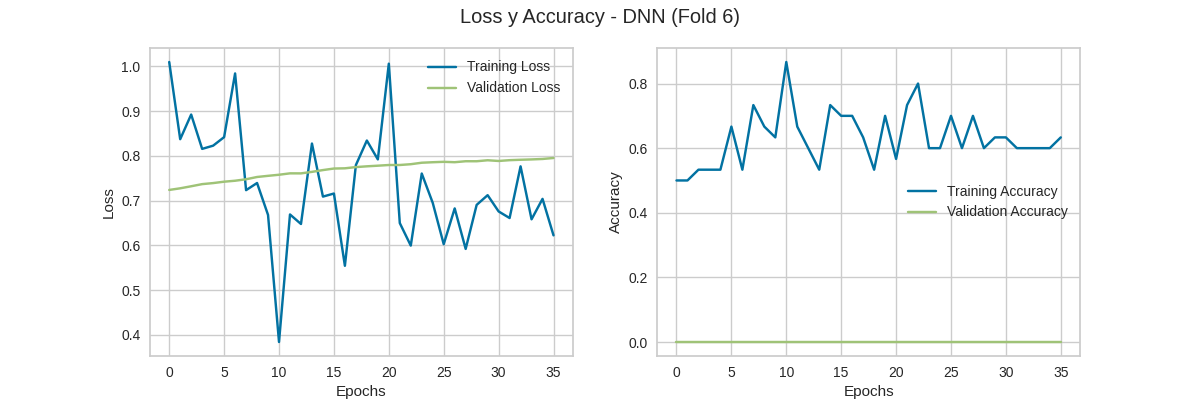 Loss y Accuracy - DNN (Fold 6)
1.0
0.9
0.8
0.7
0.6
0.5
0.4
Loss
0 5 10 15 20 25 30 35
Epochs
Training Loss
Validation Loss
0.8
0.6
0.4
0.2
0.0
Accuracy
0 5 10 15 20 25 30 35
Epochs
Training Accuracy
Validation Accuracy